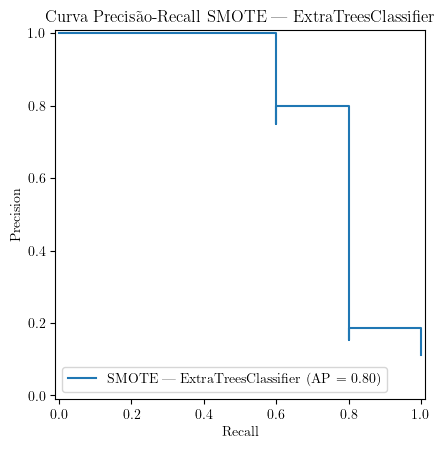 Curva Precisão-Recall SMOTE — ExtraTreesClassifier
1.0
0.8
0.6
0.4
0.2
0.0
Precision
SMOTE — ExtraTreesClassifier (AP = 0.80)
0.0 0.2 0.4 0.6 0.8 1.0
Recall